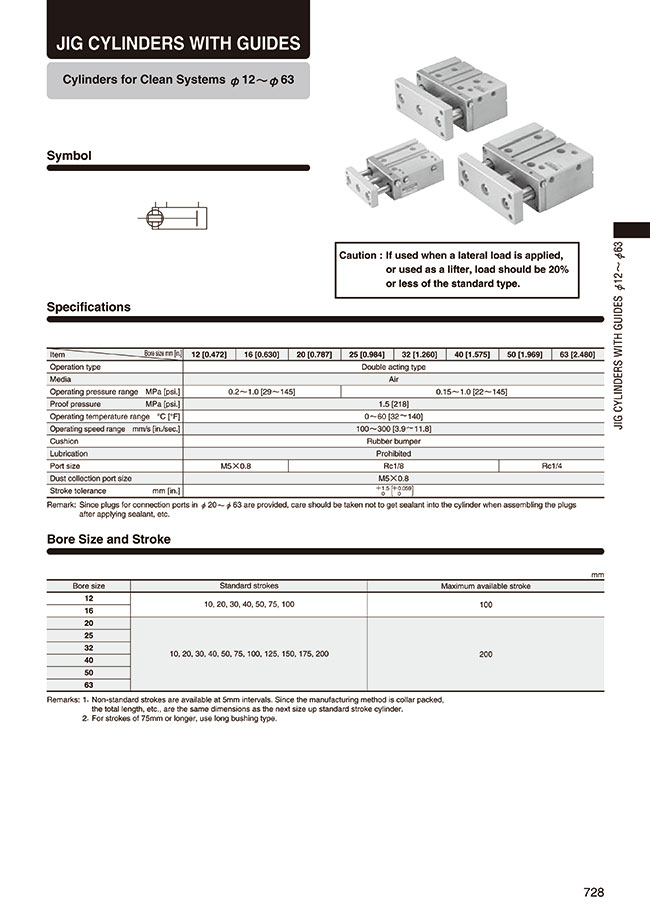 JIG CYLINDERS WITH GUIDES
Cylinders for Clean Systems φ 12～φ 63
Symbol
Caution : If used when a lateral load is applied,
or used as a lifter, load should be 20%
or less of the standard type.
JIG CYLINDERS WITH GUIDES φ12～φ63
Specifications
Item Bore size mm [in.] 12 [0.472] 16 [0.630] 20 [0.787] 25 [0.984] 32 [1.260] 40 [1.575] 50 [1.969] 63 [2.480]
Operation type Double acting type
Media Air
Operating pressure range MPa [psi.] 0.2～1.0 [29～145] 0.15～1.0 [22～145]
Proof pressure MPa [psi.] 1.5 [218]
Operating temperature range °C [°F] 0～60 [32～140]
Operating speed range mm/s [in./sec.] 100～300 [3.9～11.8]
Cushion Rubber bumper
Lubrication Prohibited
Port size M5×0.8 Rc1/8 Rc1/4
Dust collection port size M5×0.8
Stroke tolerance mm [in.] +1.5 0 [+0.059 0]
Remark: Since plugs for connection ports in φ 20～φ 63 are provided, care should be taken not to get sealant into the cylinder when assembling the plugs
after applying sealant, etc.
Bore Size and Stroke
mm
Bore size Standard strokes Maximum available stroke
12
16
10, 20, 30, 40, 50, 75, 100 100
20
25
32
40
50
63
10, 20, 30, 40, 50, 75, 100, 125, 150, 175, 200 200
Remarks: 1. Non-standard strokes are available at 5mm intervals. Since the manufacturing method is collar packed,
the total length, etc., are the same dimensions as the next size up standard stroke cylinder.
2. For strokes of 75mm or longer, use long bushing type.
728